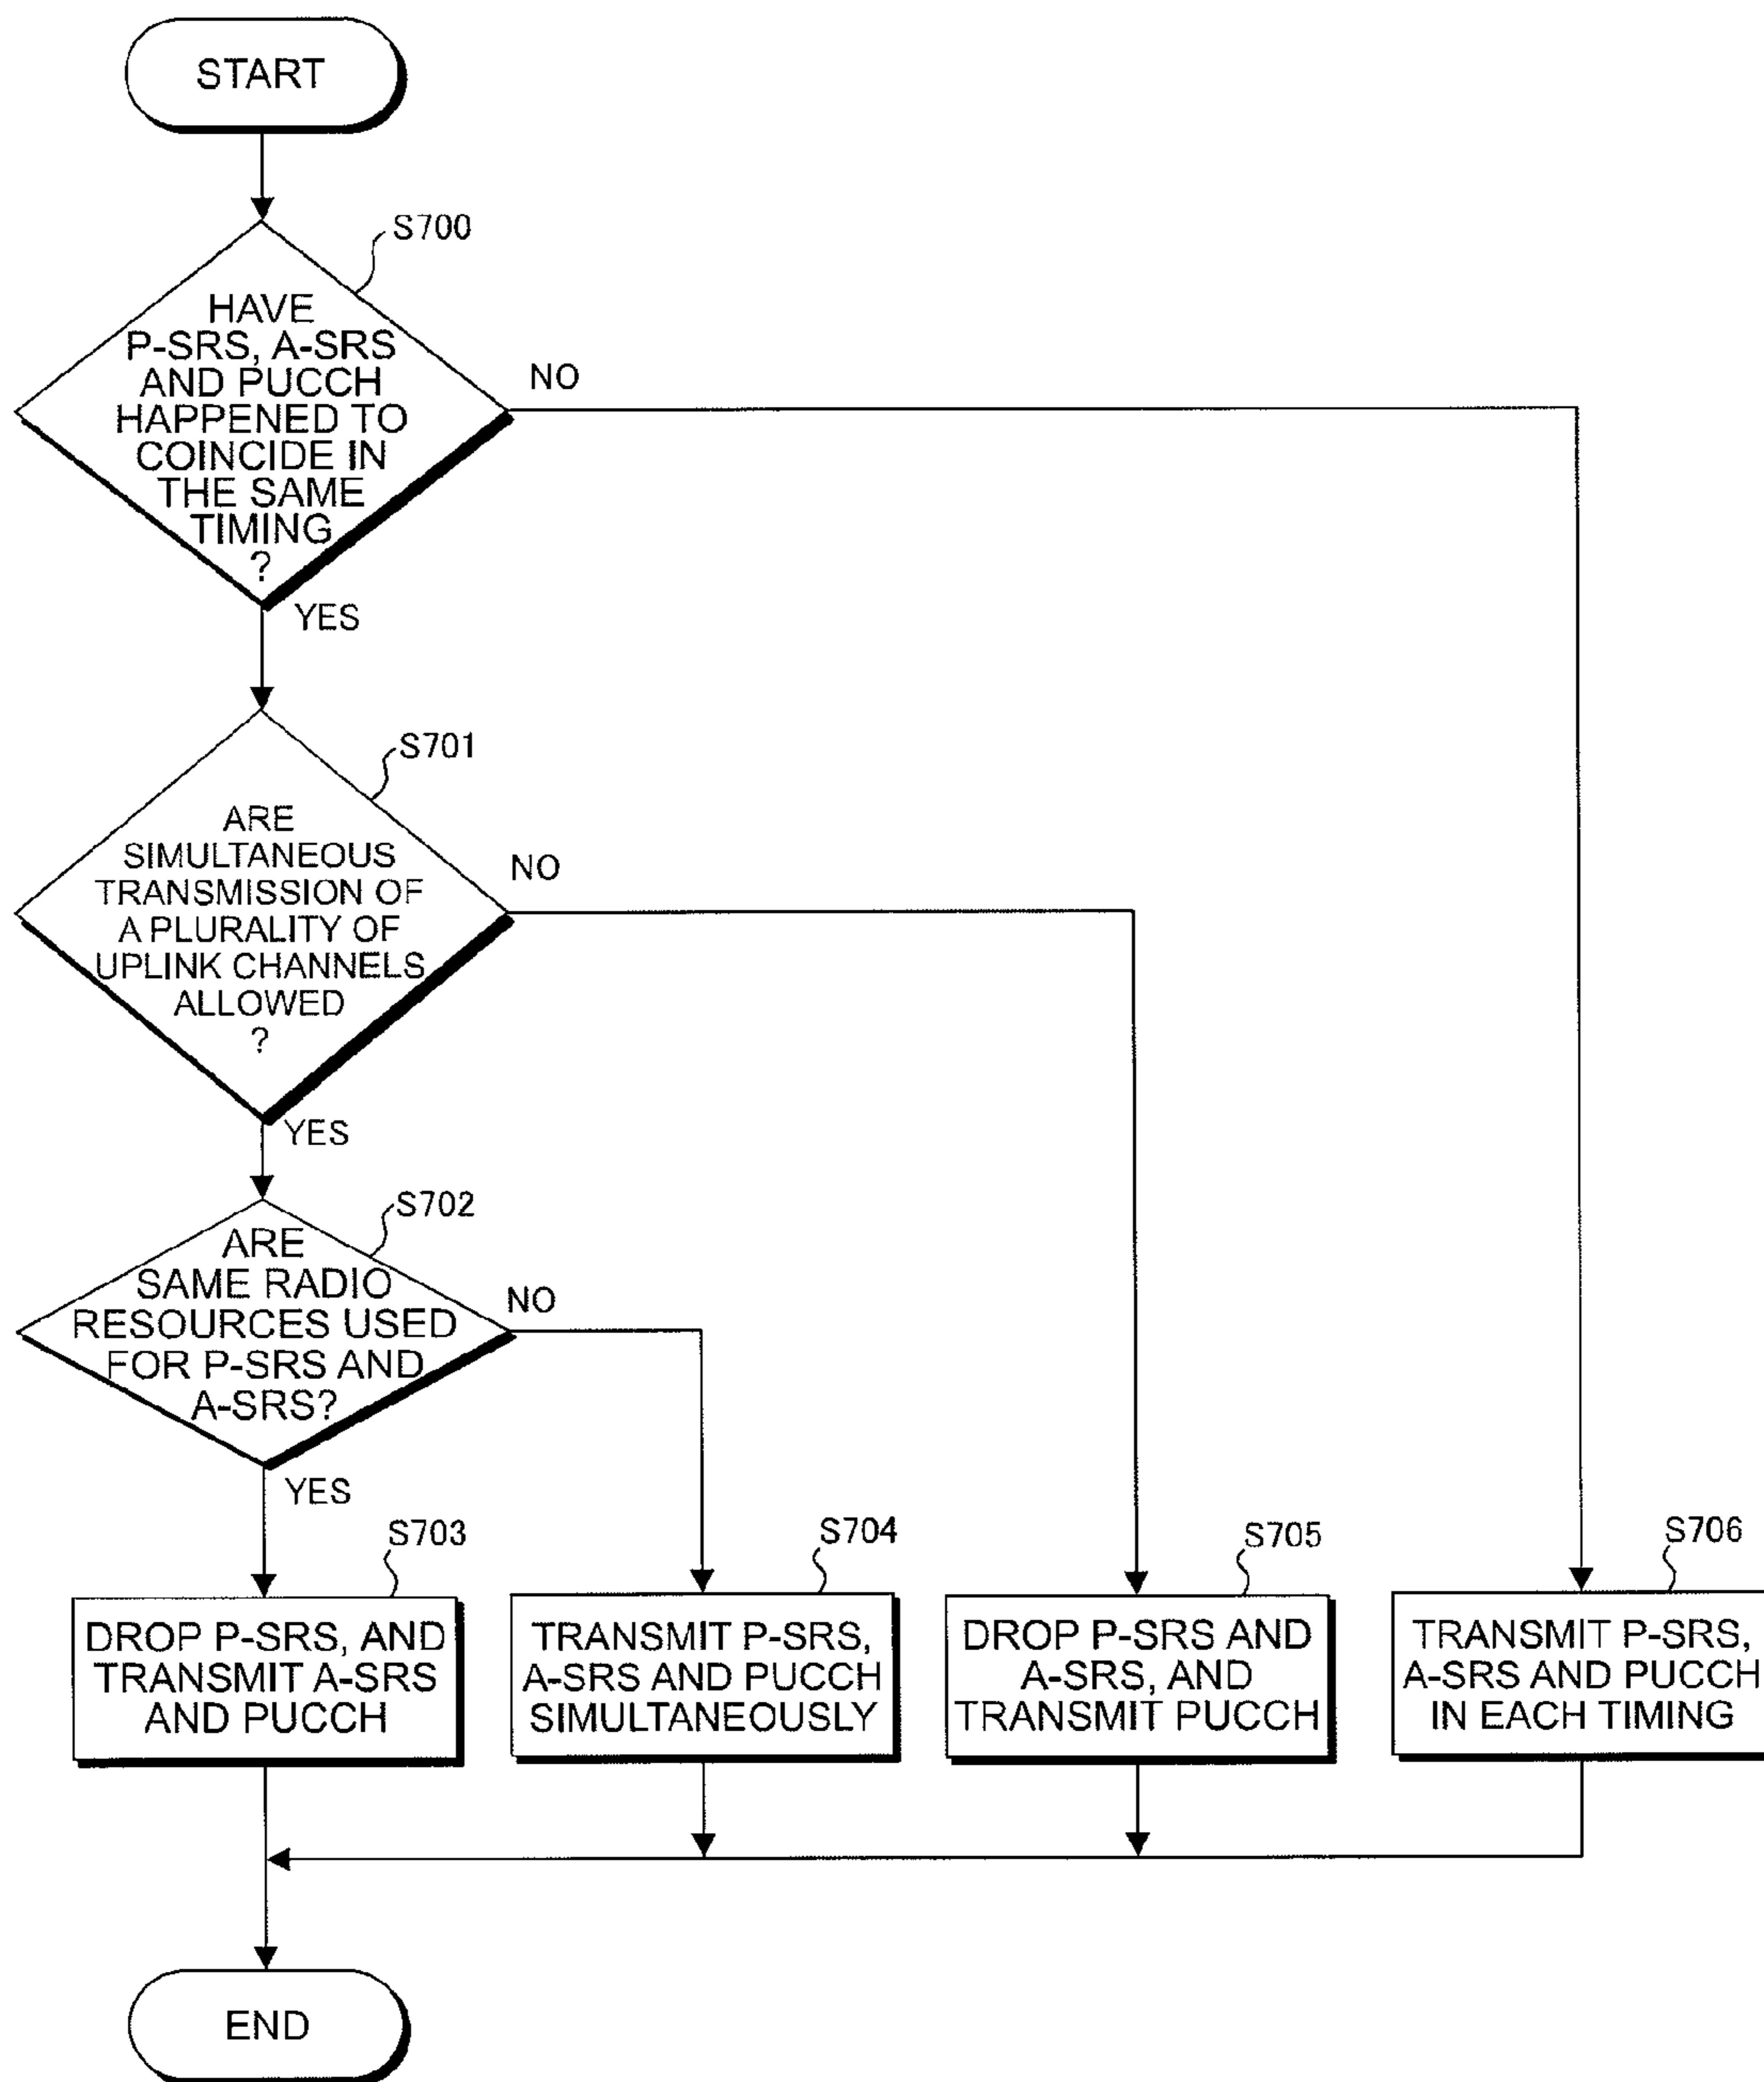 START
S700
HAVE
P-SRS, A-SRS
AND PUCCH
HAPPENED TO
COINCIDE IN
THE SAME
TIMING
?
NO
YES
S701
ARE
SIMULTANEOUS
TRANSMISSION OF
A PLURALITY OF
UPLINK CHANNELS
ALLOWED
?
NO
YES
S702
ARE
SAME RADIO
RESOURCES USED
FOR P-SRS AND
A-SRS?
NO
YES
S703
DROP P-SRS, AND
TRANSMIT A-SRS
AND PUCCH
S704
TRANSMIT P-SRS,
A-SRS AND PUCCH
SIMULTANEOUSLY
S705
DROP P-SRS AND
A-SRS, AND
TRANSMIT PUCCH
S706
TRANSMIT P-SRS,
A-SRS AND PUCCH
IN EACH TIMING
END